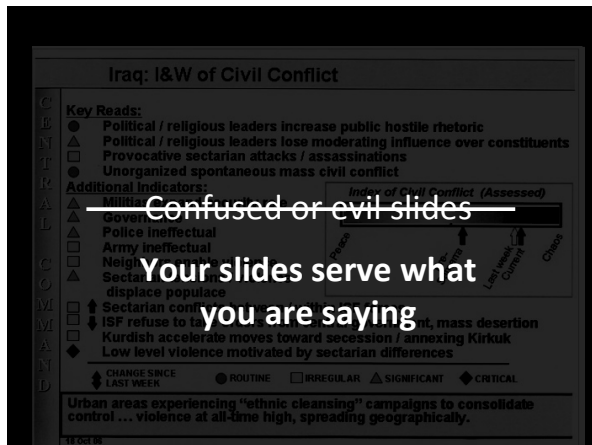 Iraq: I&W of Civil Conflict
CENTRAL COMMAND
Key Reads:
Political / religious leaders increase public hostile rhetoric
Political / religious leaders lose moderating influence over constituents
Provocative sectarian attacks / assassinations
Unorganized spontaneous mass civil conflict
Additional Indicators:
Index of Civil Conflict (Assessed)
Confused or evil slides
Police ineffectual
Army ineffectual
Peace
Last week
Current
Chaos
Your slides serve what
you are saying
displace populace
ISF refuse to mass desertion
Kurdish accelerate moves toward secession / annexing Kirkuk
Low level violence motivated by sectarian differences
CHANGE SINCE
LAST WEEK
ROUTINE IRREGULAR SIGNIFICANT CRITICAL
Urban areas experiencing “ethnic cleansing” campaigns to consolidate
control ... violence at all-time high, spreading geographically.